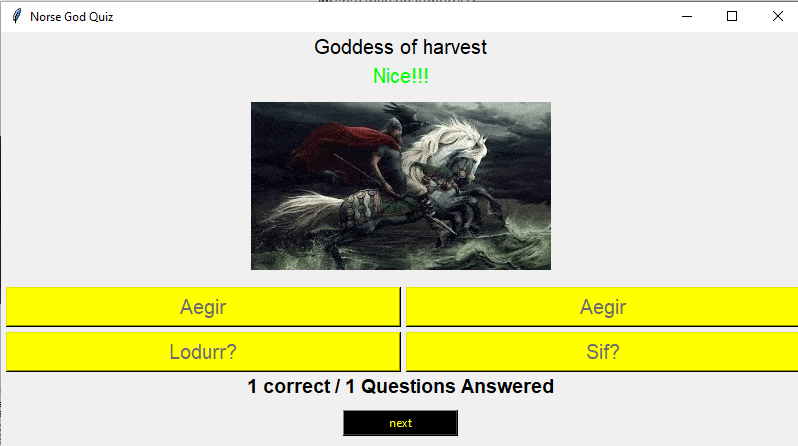 Norse God Quiz
Goddess of harvest
Nice!!!
Aegir
Aegir
Lodurr?
Sif?
1 correct / 1 Questions Answered
next